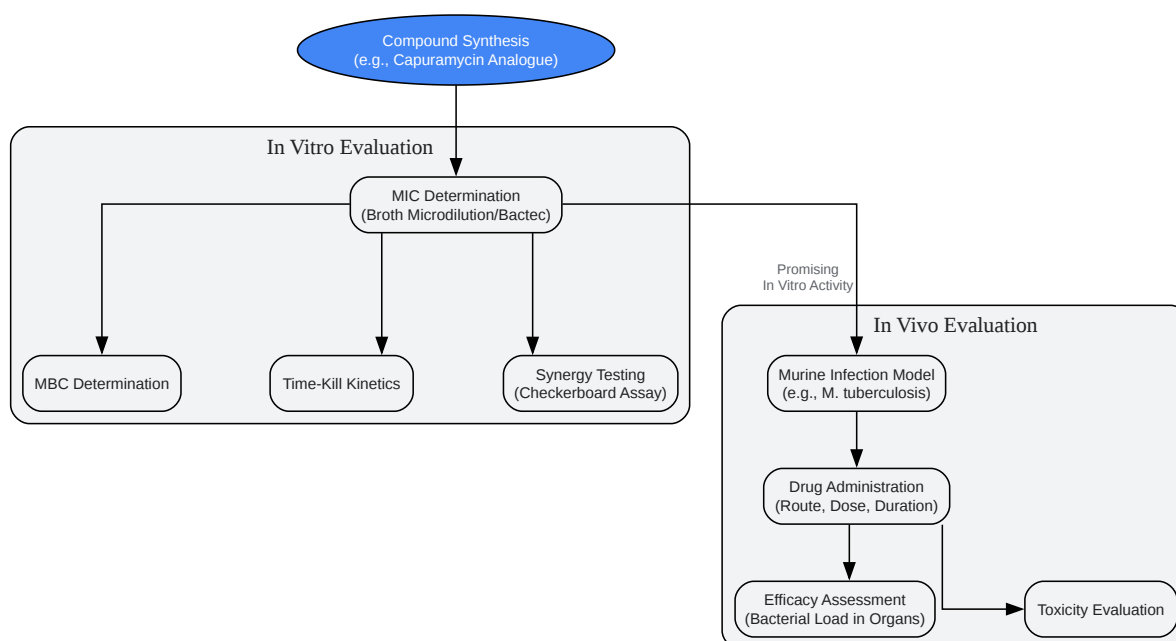 Compound Synthesis
(e.g., Capuramycin Analogue)
In Vitro Evaluation
MIC Determination
(Broth Microdilution/Bactec)
Promising
In Vitro Activity
MBC Determination
Time-Kill Kinetics
Synergy Testing
(Checkerboard Assay)
In Vivo Evaluation
Murine Infection Model
(e.g., M. tuberculosis)
Drug Administration
(Route, Dose, Duration)
Efficacy Assessment
(Bacterial Load in Organs)
Toxicity Evaluation